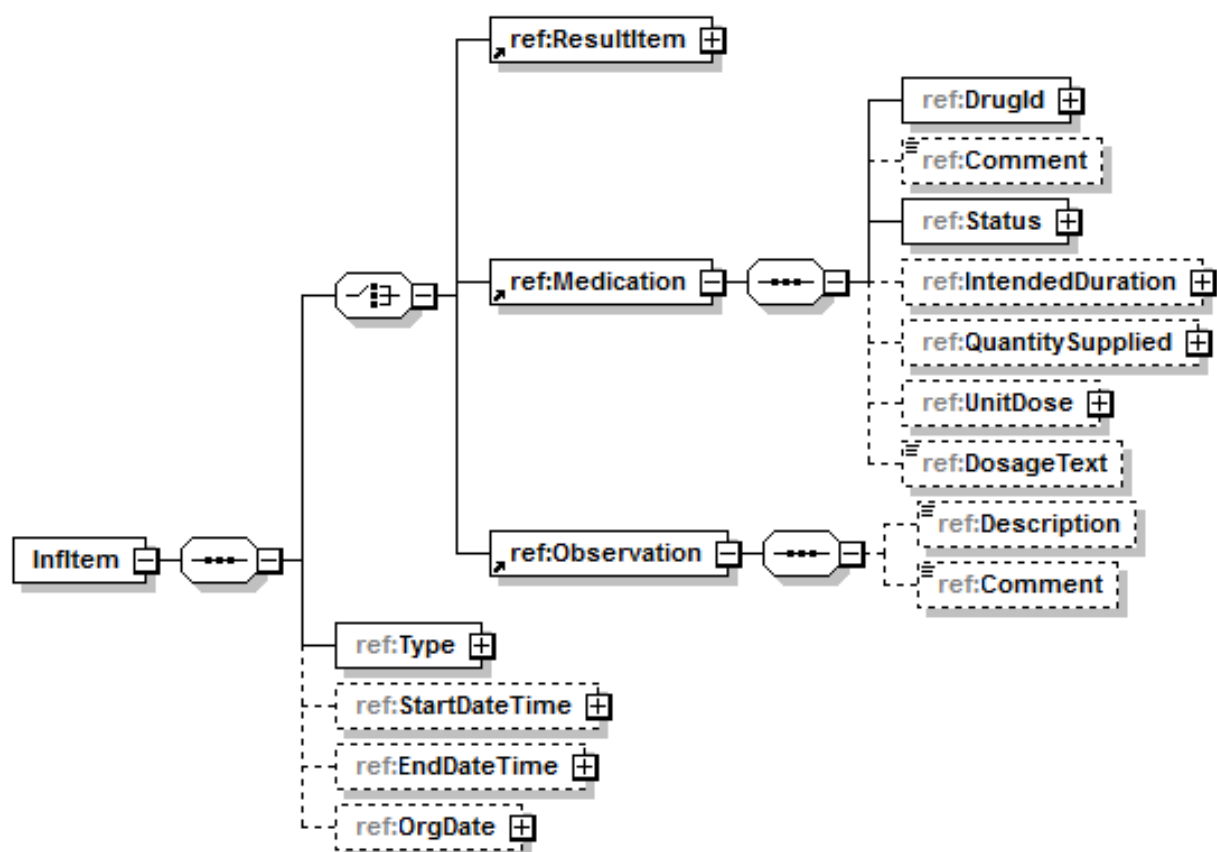 ref:ResultItem
ref:DrugId
ref:Comment
ref:Status
ref:Medication
ref:IntendedDuration
ref:QuantitySupplied
ref:UnitDose
ref:DosageText
ref:Description
InfItem
ref:Observation
ref:Comment
ref:Type
ref:StartDateTime
ref:EndDateTime
ref:OrgDate